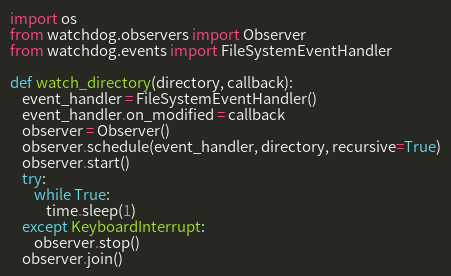 import os
from watchdog.observers import Observer
from watchdog.events import FileSystemEventHandler

def watch_directory(directory, callback):
    event_handler = FileSystemEventHandler()
    event_handler.on_modified = callback
    observer = Observer()
    observer.schedule(event_handler, directory, recursive=True)
    observer.start()
    try:
        while True:
            time.sleep(1)
    except KeyboardInterrupt:
        observer.stop()
    observer.join()